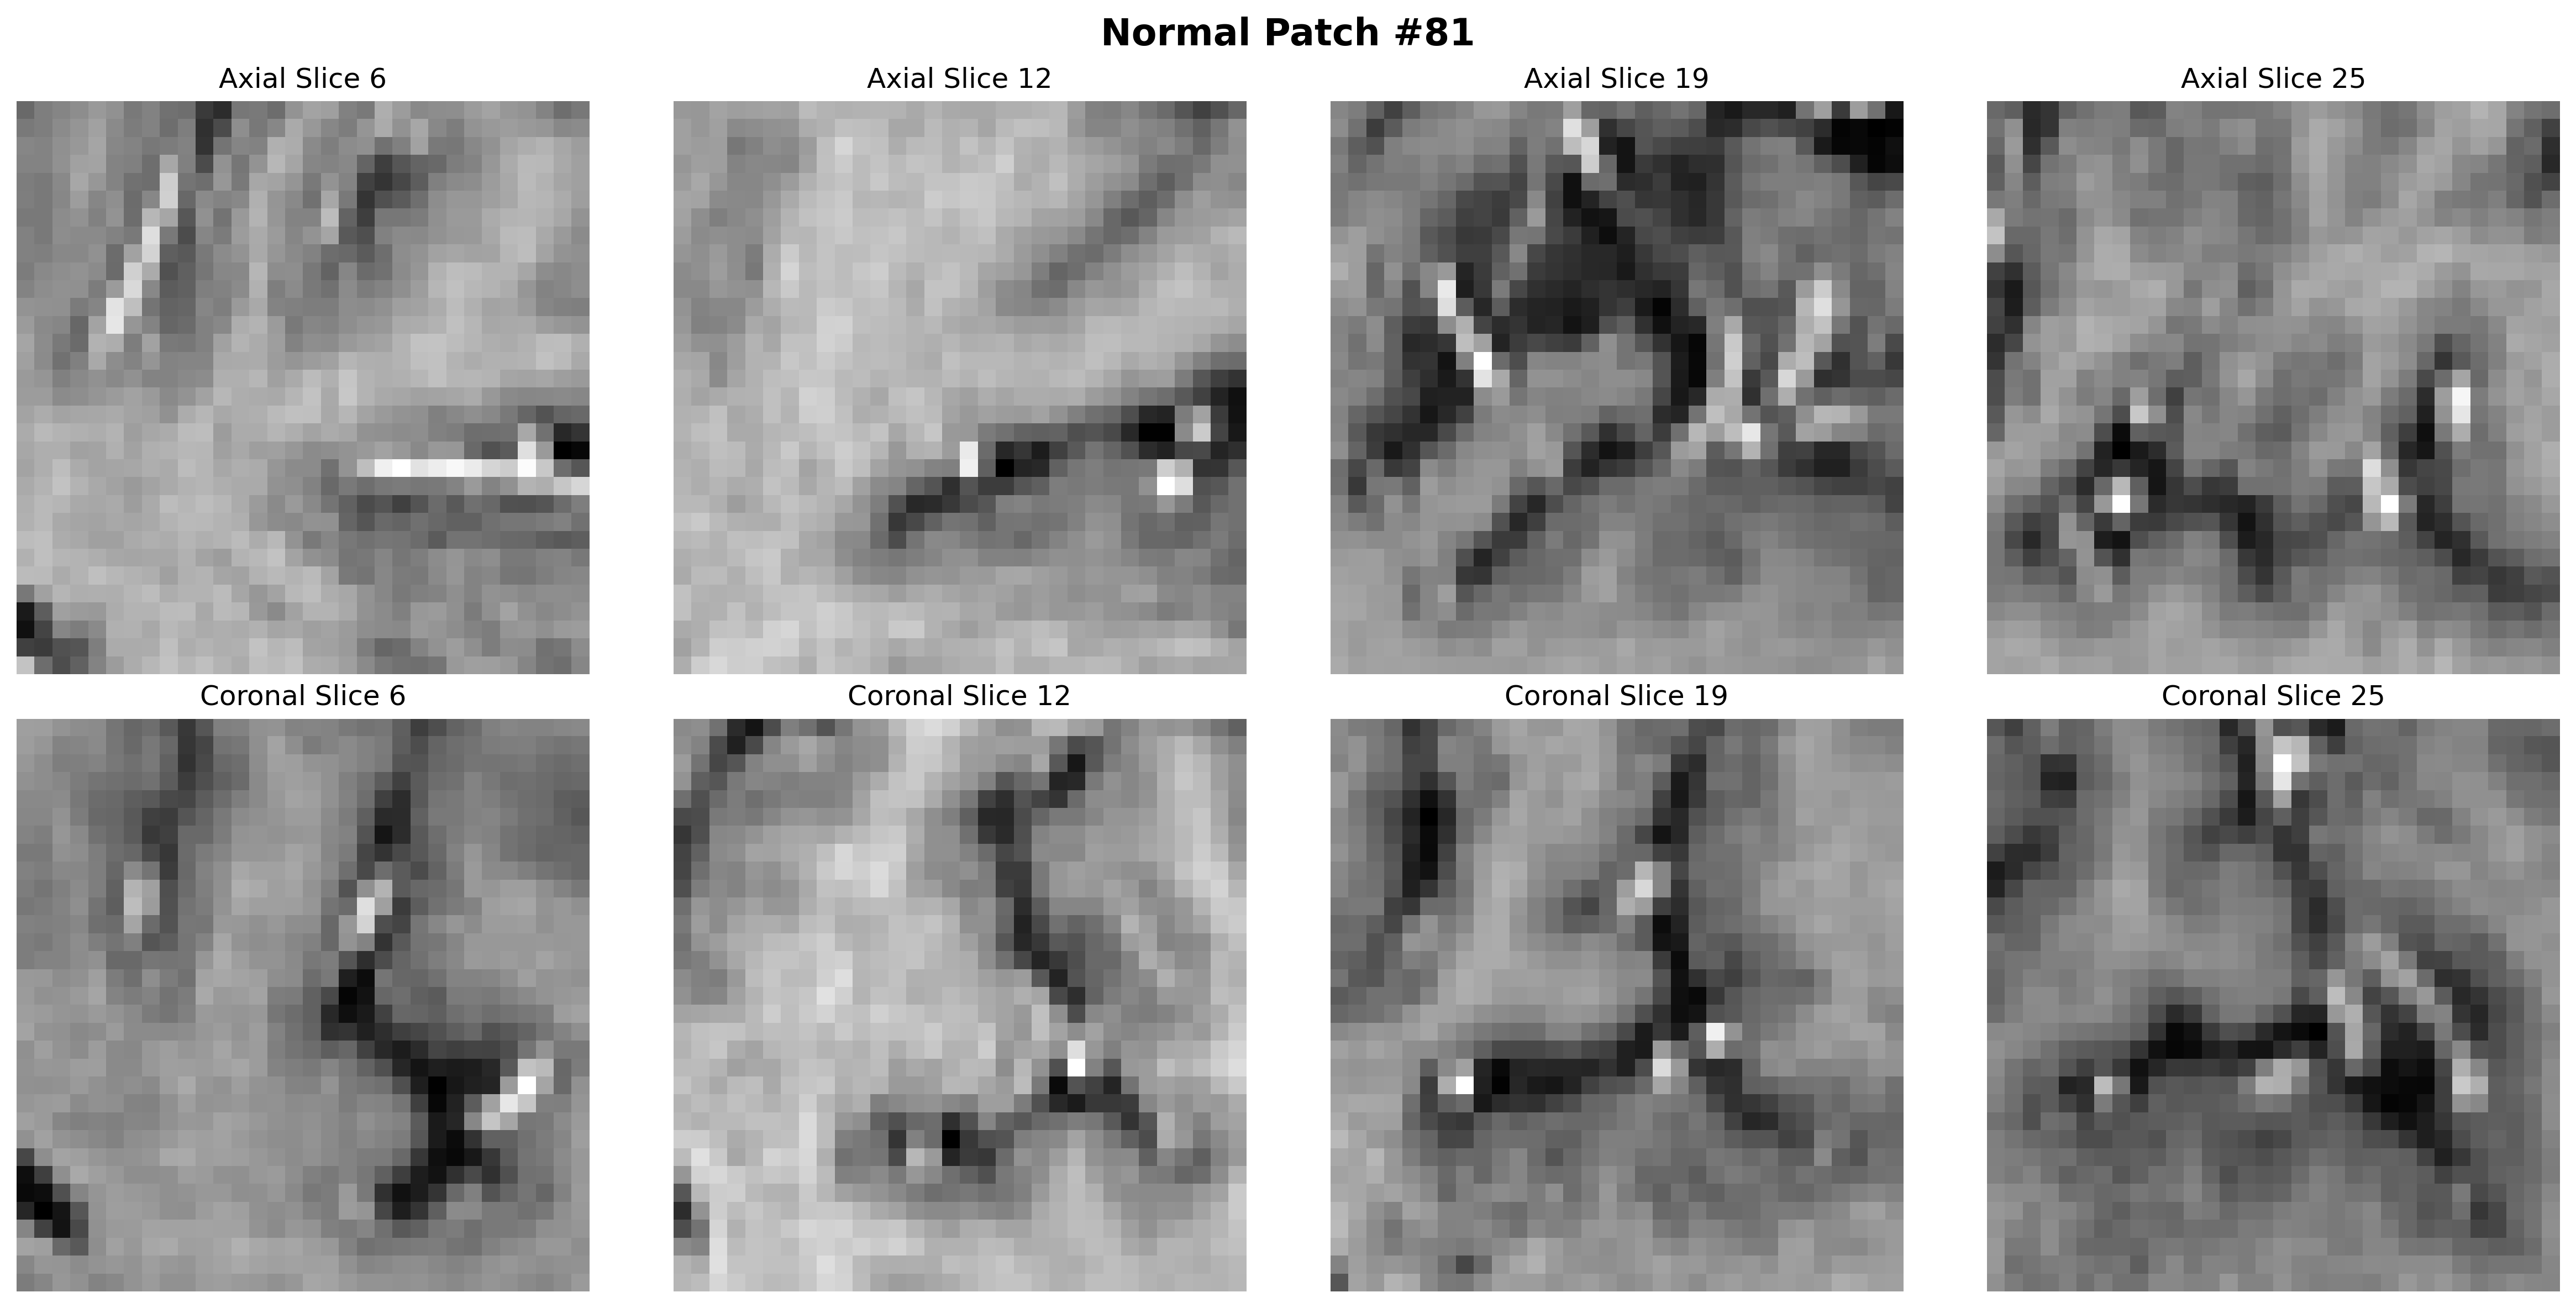 Normal Patch #81
Axial Slice 6
Axial Slice 12
Axial Slice 19
Axial Slice 25
Coronal Slice 6
Coronal Slice 12
Coronal Slice 19
Coronal Slice 25